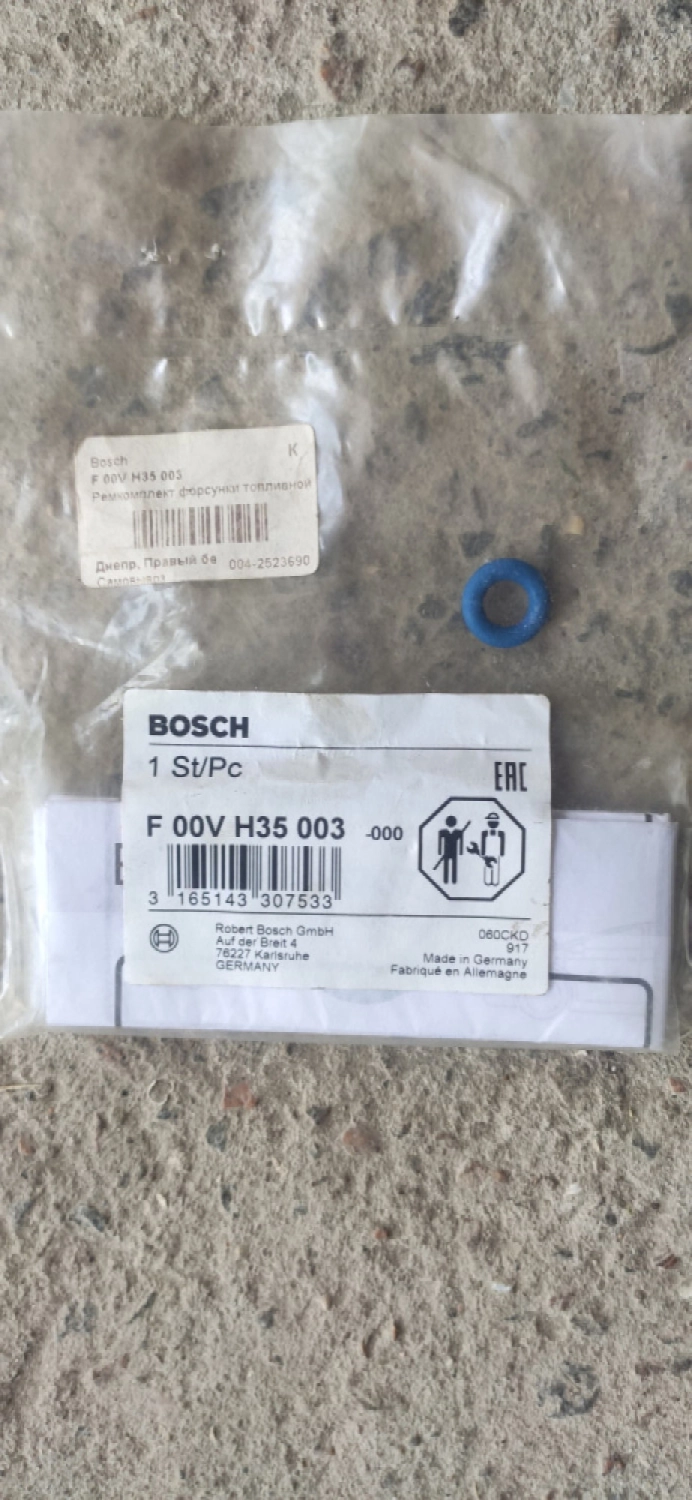 Bosch
K
F 00V H35 003
Ремкомплект форсунки топливной
Днепр, Правый бе
004-2523690
Самовывоз
BOSCH
1 St/Pc
EAC
F 00V H35 003 -000
3 165143 307533
Robert Bosch GmbH
Auf der Breit 4
76227 Karlsruhe
GERMANY
060CKD
917
Made in Germany
Fabriqué en Allemagne